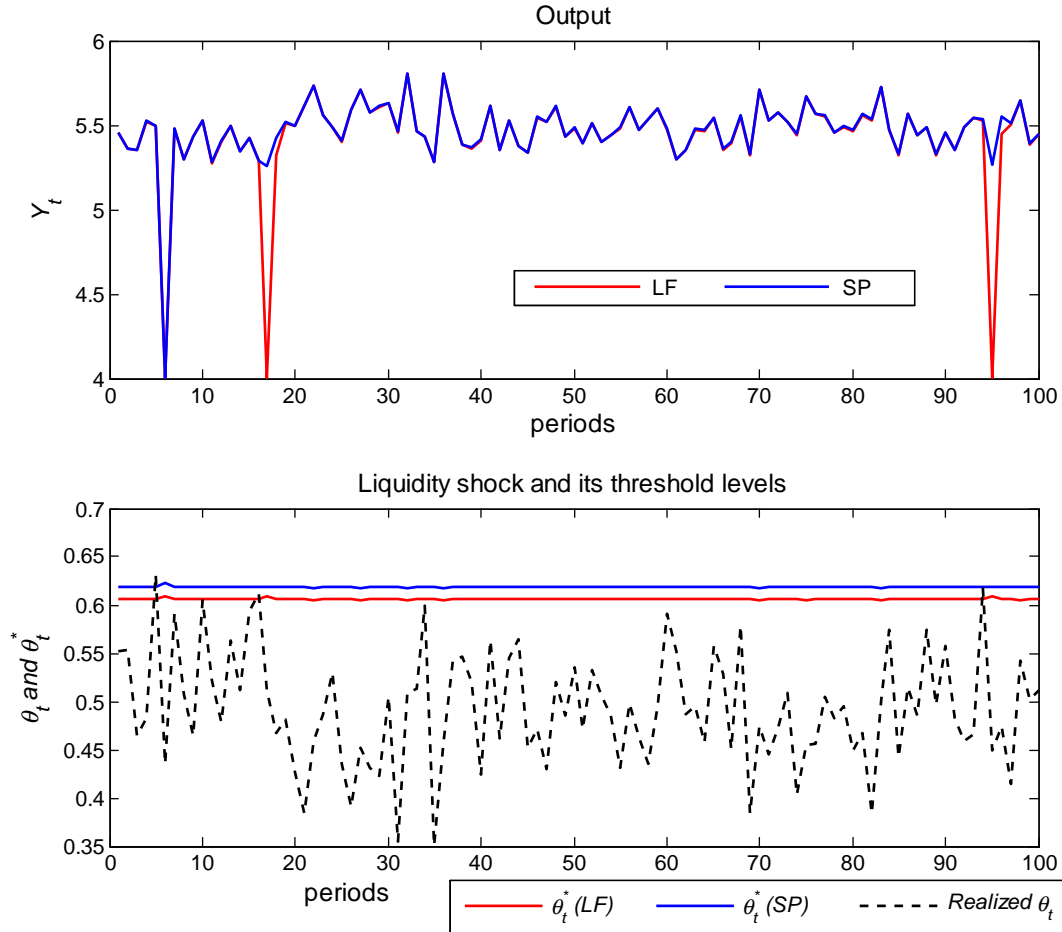 Output
6
5.5
5
4.5
4
Y_t
LF SP
0 10 20 30 40 50 60 70 80 90 100
periods
Liquidity shock and its threshold levels
0.7
0.65
0.6
0.55
0.5
0.45
0.4
0.35
θ_t and θ_t^*
0 10 20 30 40 50 60 70 80 90 100
periods
θ_t^* (LF) θ_t^* (SP) Realized θ_t